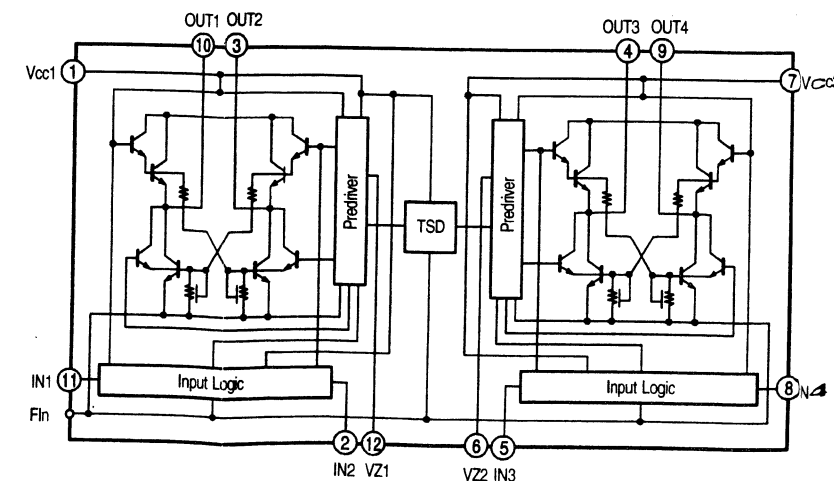 OUT1 OUT2
10 3
OUT3 OUT4
4 9
Vcc1 1
7 Vcc
Predriver
TSD
Predriver
IN1 11
Input Logic
Input Logic
8 N4
FIn
2 12
6 5
IN2 VZ1
VZ2 IN3